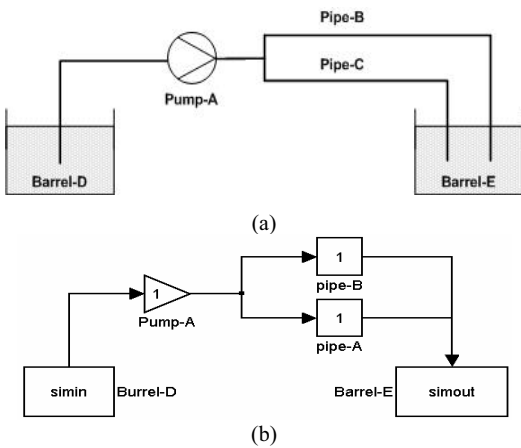 Pipe-B
Pipe-C
Pump-A
Barrel-D
Barrel-E
(a)
1
pipe-B
1
Pump-A
1
pipe-A
simin
Burrel-D
Barrel-E
simout
(b)